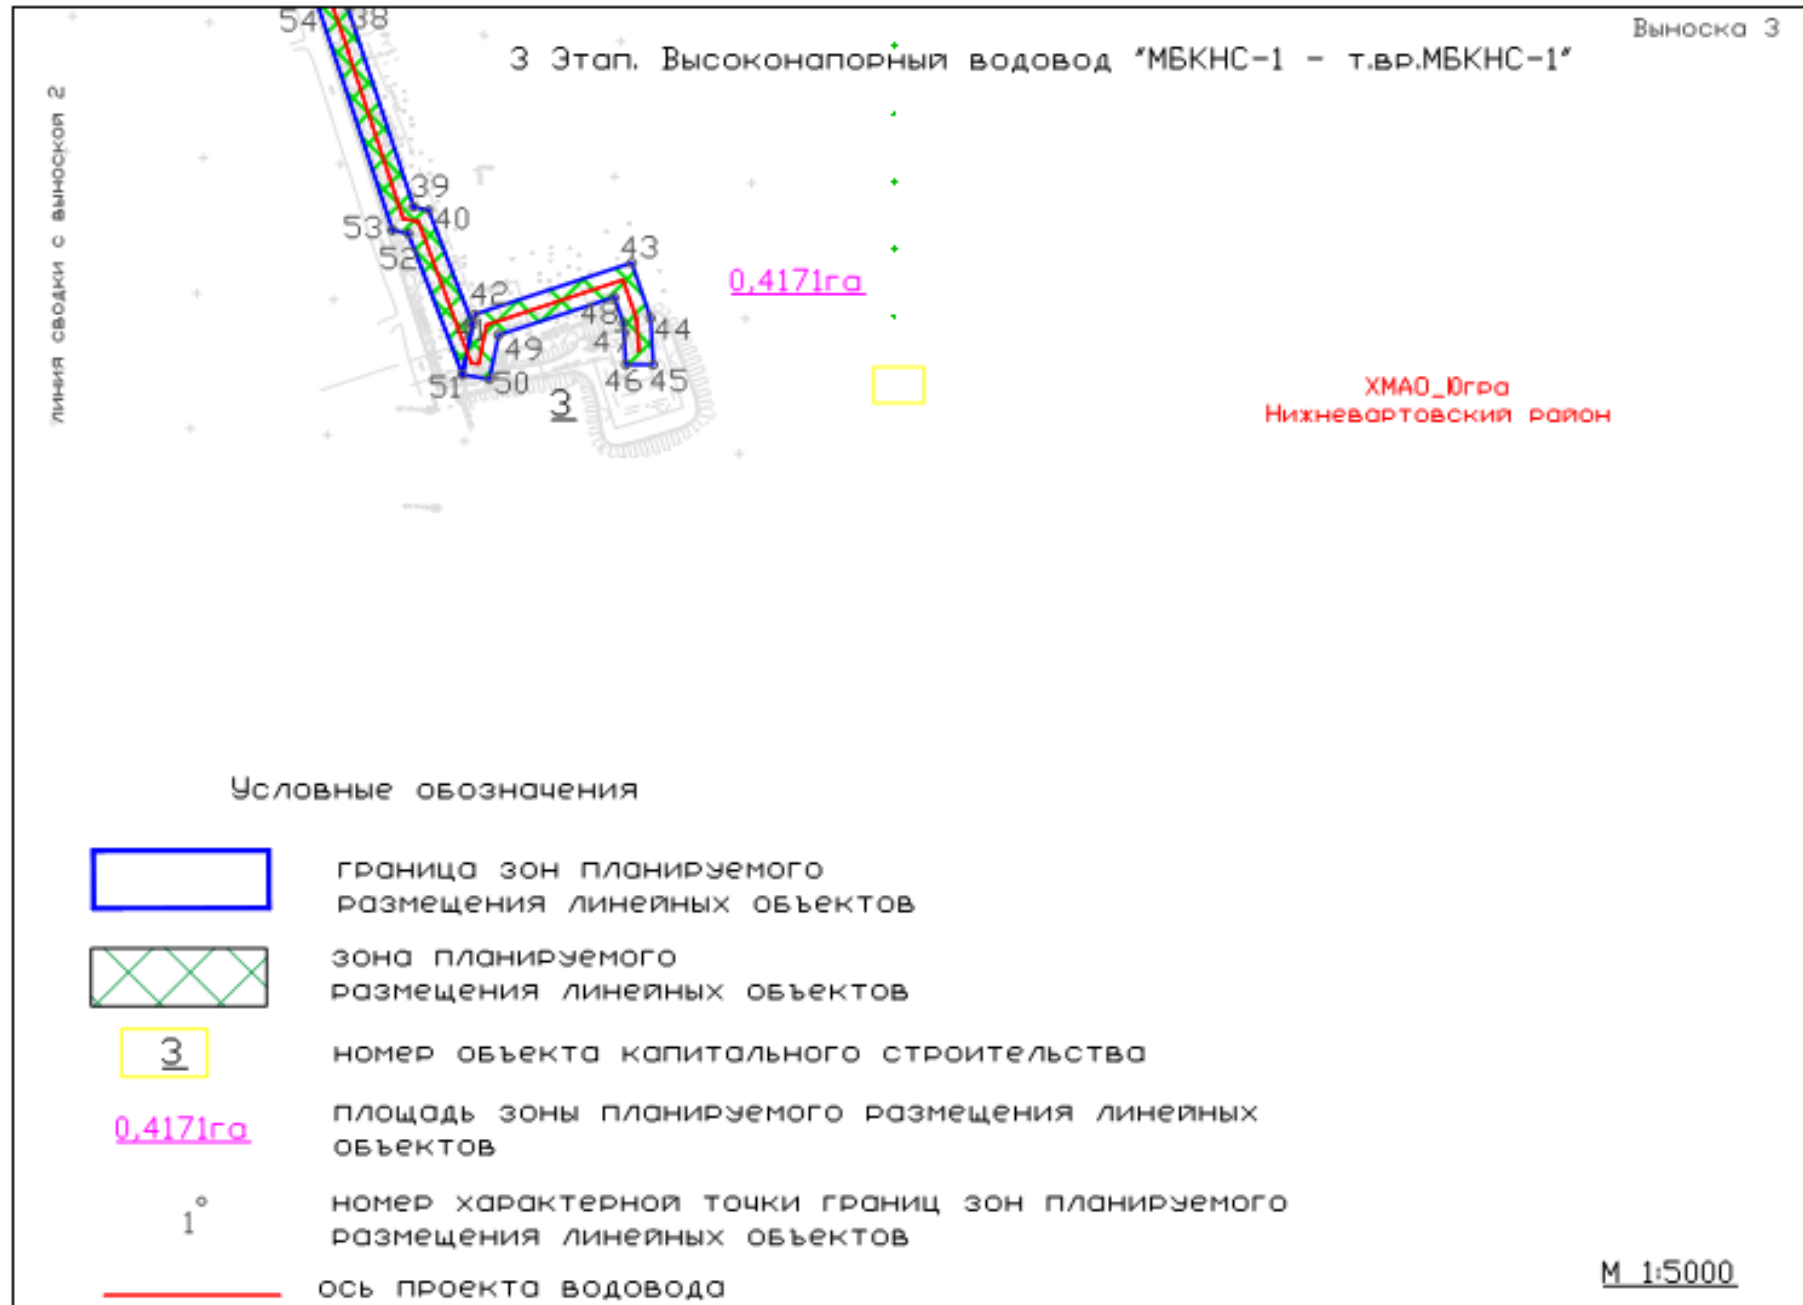 Выноска 3
54 38
3 Этап. Высоконапорный водовод "МБКНС-1 - т.вр.МБКНС-1"
линия сводки с выноской 2
39
40
53
52
43
0,4171га
42
41
48
44
47
49
51 50
46 45
3
ХМАО_Югра
Нижневартовский район
Условные обозначения
граница зон планируемого
размещения линейных объектов
зона планируемого
размещения линейных объектов
3
номер объекта капитального строительства
0,4171га
площадь зоны планируемого размещения линейных
объектов
1°
номер характерной точки границ зон планируемого
размещения линейных объектов
ось проекта водовода
М 1:5000